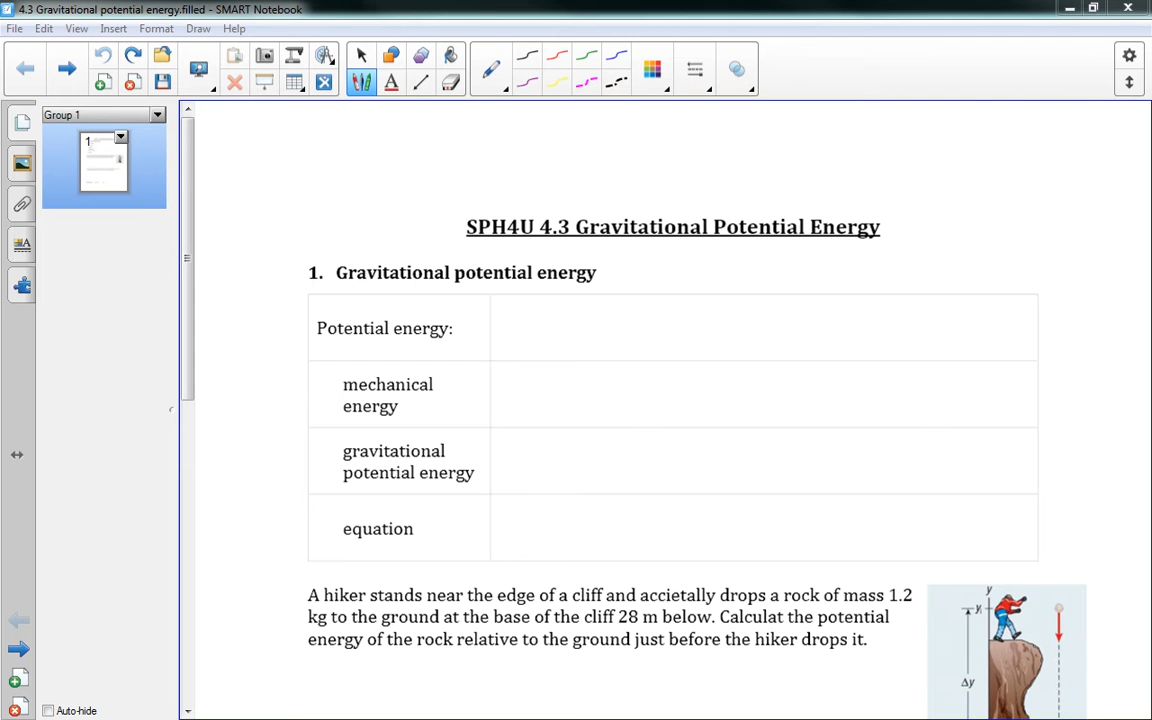 4.3 Gravitational potential energy.filled - SMART Notebook
File Edit View Insert Format Draw Help
Group 1
1
SPH4U 4.3 Gravitational Potential Energy
1. Gravitational potential energy
Potential energy:
mechanical
energy
gravitational
potential energy
equation
A hiker stands near the edge of a cliff and accietally drops a rock of mass 1.2
kg to the ground at the base of the cliff 28 m below. Calculat the potential
energy of the rock relative to the ground just before the hiker drops it.
y
yᵢ
Δy
Auto-hide